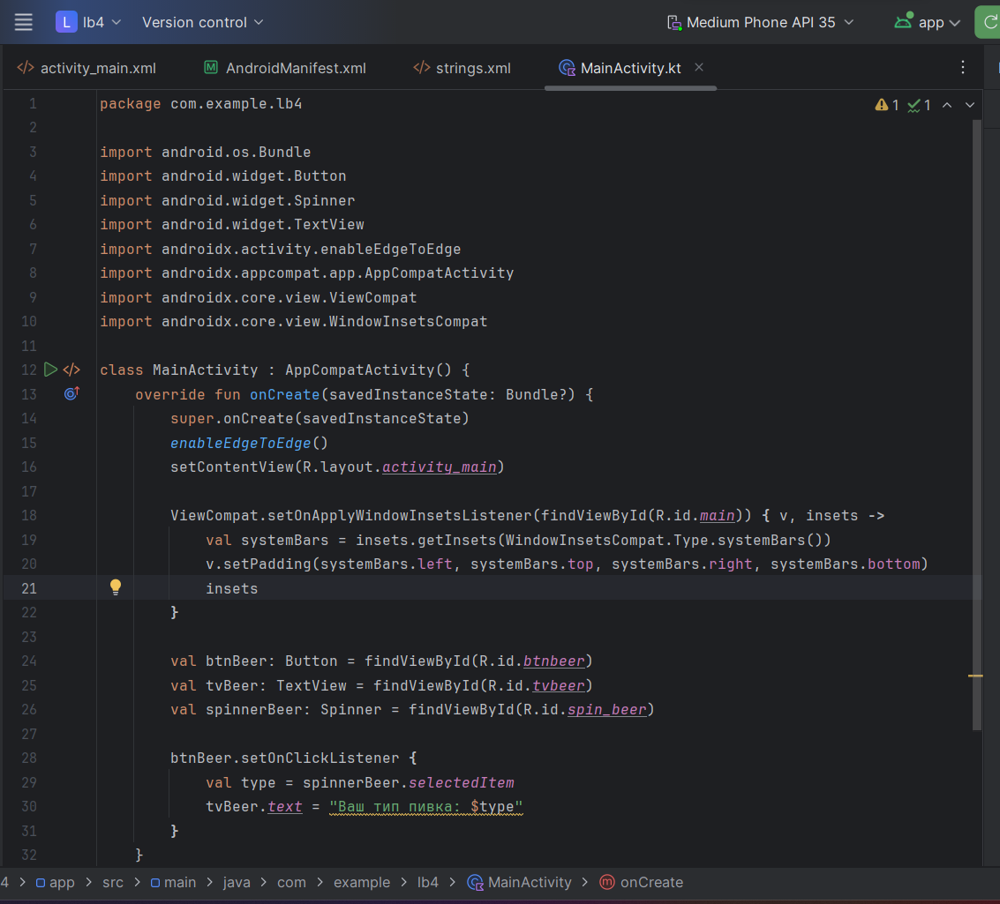 L lb4 Version control Medium Phone API 35 app
activity_main.xml AndroidManifest.xml strings.xml MainActivity.kt
1 package com.example.lb4 1 1
2
3 import android.os.Bundle
4 import android.widget.Button
5 import android.widget.Spinner
6 import android.widget.TextView
7 import androidx.activity.enableEdgeToEdge
8 import androidx.appcompat.app.AppCompatActivity
9 import androidx.core.view.ViewCompat
10 import androidx.core.view.WindowInsetsCompat
11
12 class MainActivity : AppCompatActivity() {
13     override fun onCreate(savedInstanceState: Bundle?) {
14         super.onCreate(savedInstanceState)
15         enableEdgeToEdge()
16         setContentView(R.layout.activity_main)
17
18         ViewCompat.setOnApplyWindowInsetsListener(findViewById(R.id.main)) { v, insets ->
19             val systemBars = insets.getInsets(WindowInsetsCompat.Type.systemBars())
20             v.setPadding(systemBars.left, systemBars.top, systemBars.right, systemBars.bottom)
21             insets
22         }
23
24         val btnBeer: Button = findViewById(R.id.btnbeer)
25         val tvBeer: TextView = findViewById(R.id.tvbeer)
26         val spinnerBeer: Spinner = findViewById(R.id.spin_beer)
27
28         btnBeer.setOnClickListener {
29             val type = spinnerBeer.selectedItem
30             tvBeer.text = "Ваш тип пивка: $type"
31         }
32     }
4 > app > src > main > java > com > example > lb4 > MainActivity > onCreate